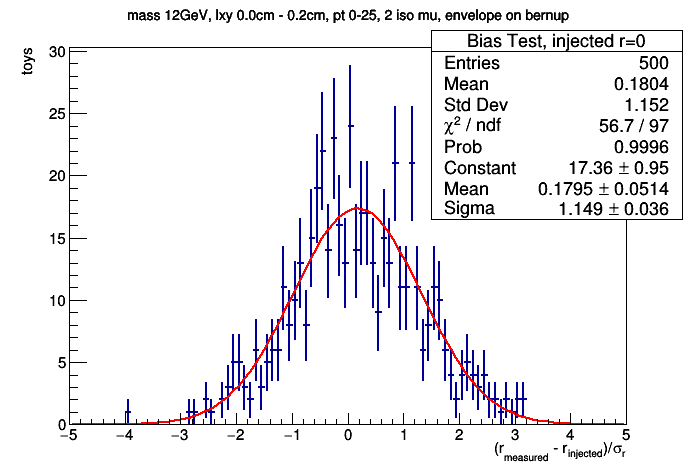 mass 12GeV, lxy 0.0cm - 0.2cm, pt 0-25, 2 iso mu, envelope on bernup
Bias Test, injected r=0
Entries 500
Mean 0.1804
Std Dev 1.152
χ² / ndf 56.7 / 97
Prob 0.9996
Constant 17.36 ± 0.95
Mean 0.1795 ± 0.0514
Sigma 1.149 ± 0.036
toys
30
25
20
15
10
5
0
−5 −4 −3 −2 −1 0 1 2 3 4 5
(r_measured - r_injected)/σ_r